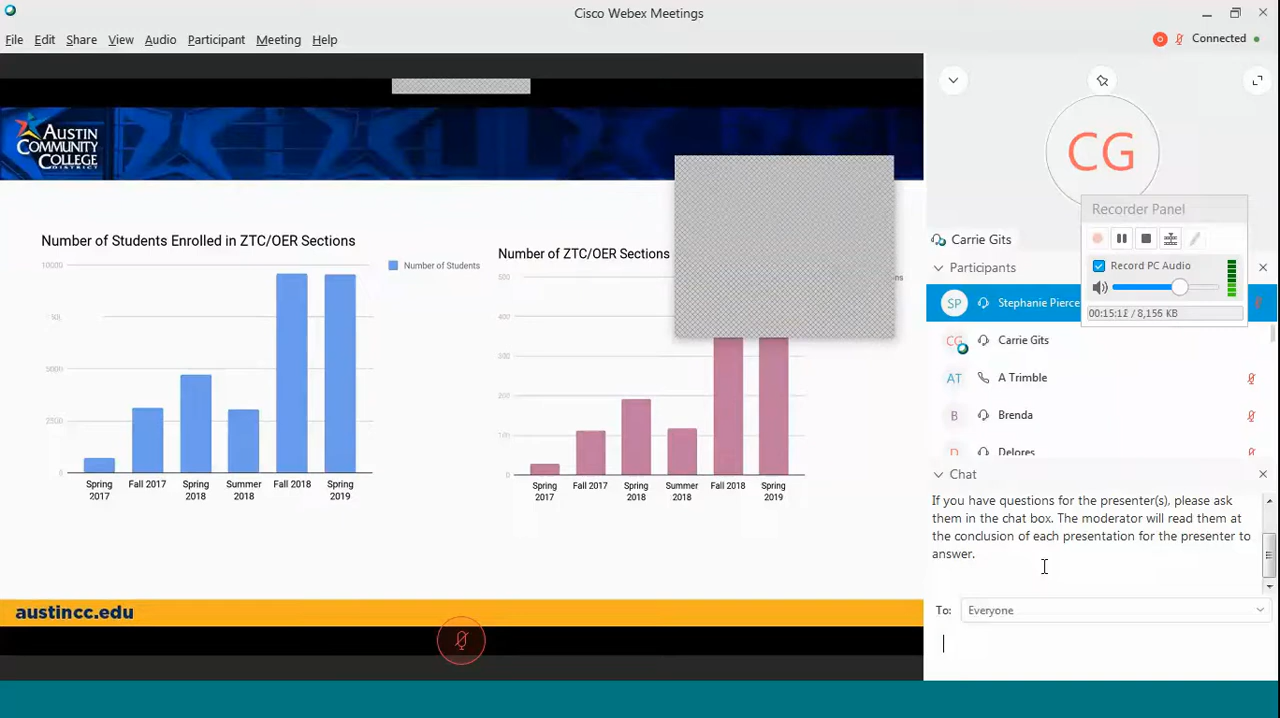 Cisco Webex Meetings
File Edit Share View Audio Participant Meeting Help
Connected
AUSTIN
COMMUNITY
COLLEGE
DISTRICT
Number of Students Enrolled in ZTC/OER Sections
Number of Students
10000
5000
2500
0
Spring 2017
Fall 2017
Spring 2018
Summer 2018
Fall 2018
Spring 2019
Number of ZTC/OER Sections
500
400
300
200
100
0
Spring 2017
Fall 2017
Spring 2018
Summer 2018
Fall 2018
Spring 2019
austincc.edu
CG
Carrie Gits
Recorder Panel
Record PC Audio
00:15:12 / 8,156 KB
Participants
SP Stephanie Pierce
CG Carrie Gits
AT A Trimble
B Brenda
D Delores
Chat
If you have questions for the presenter(s), please ask
them in the chat box. The moderator will read them at
the conclusion of each presentation for the presenter to
answer.
To: Everyone